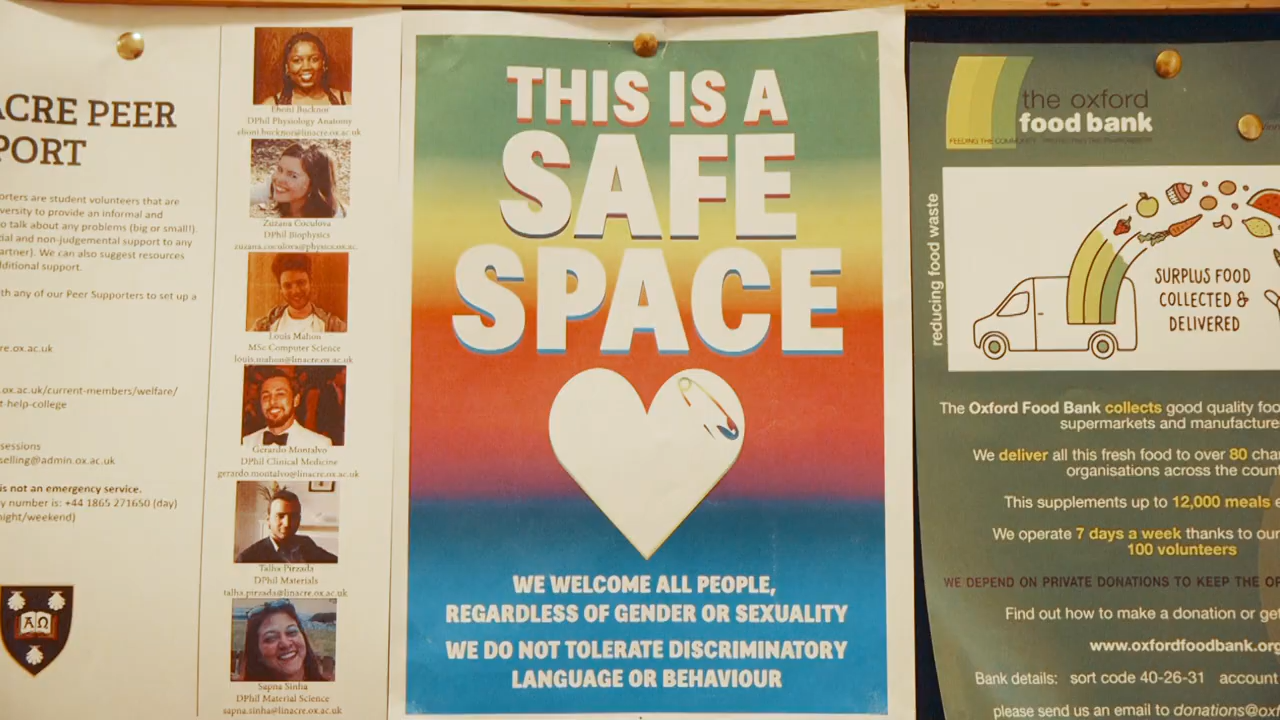 ACRE PEER
PORT
orters are student volunteers that are
versity to provide an informal and
o talk about any problems (big or small!).
tial and non-judgemental support to any
artner). We can also suggest resources
dditional support.
th any of our Peer Supporters to set up a
re.ox.ac.uk
.ox.ac.uk/current-members/welfare/
t-help-college
sessions
selling@admin.ox.ac.uk
is not an emergency service.
y number is: +44 1865 271650 (day)
night/weekend)
Eboni Bucknor
DPhil Physiology Anatomy
eboni.bucknor@linacre.ox.ac.uk
Zuzana Coculova
DPhil Biophysics
zuzana.coculova@physics.ox.ac.
Louis Mahon
MSc Computer Science
louis.mahon@linacre.ox.ac.uk
Gerardo Montalvo
DPhil Clinical Medicine
gerardo.montalvo@linacre.ox.ac.uk
Talha Pirzada
DPhil Materials
talha.pirzada@linacre.ox.ac.uk
Sapna Sinha
DPhil Material Science
sapna.sinha@linacre.ox.ac.uk
THIS IS A
SAFE
SPACE
WE WELCOME ALL PEOPLE,
REGARDLESS OF GENDER OR SEXUALITY
WE DO NOT TOLERATE DISCRIMINATORY
LANGUAGE OR BEHAVIOUR
the oxford
food bank
FEEDING THE COMMUNITY
reducing food waste
SURPLUS FOOD
COLLECTED &
DELIVERED
The Oxford Food Bank collects good quality foo
supermarkets and manufacture
We deliver all this fresh food to over 80 char
organisations across the count
This supplements up to 12,000 meals e
We operate 7 days a week thanks to our
100 volunteers
WE DEPEND ON PRIVATE DONATIONS TO KEEP THE OP
Find out how to make a donation or get
www.oxfordfoodbank.org
Bank details: sort code 40-26-31 account
please send us an email to donations@oxf